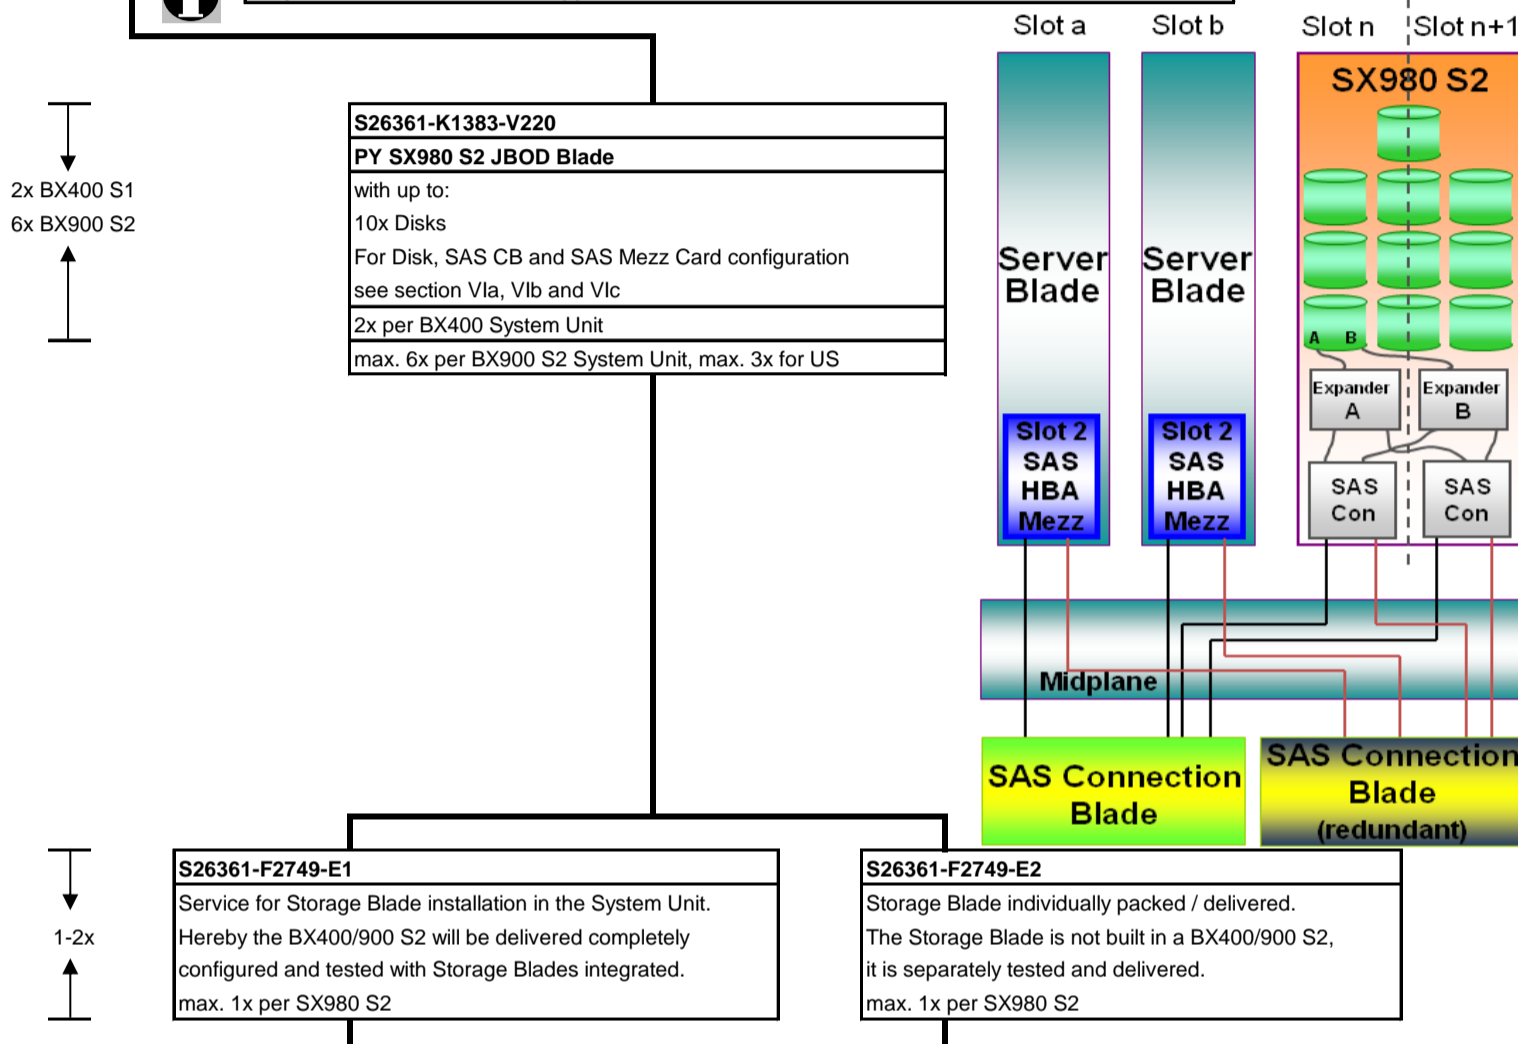 Slot a
Slot b
Slot n
Slot n+1
SX980 S2
S26361-K1383-V220
PY SX980 S2 JBOD Blade
with up to:
10x Disks
For Disk, SAS CB and SAS Mezz Card configuration
see section VIa, VIb and VIc
2x per BX400 System Unit
max. 6x per BX900 S2 System Unit, max. 3x for US
2x BX400 S1
6x BX900 S2
Server
Blade
Server
Blade
A
B
Expander
A
Expander
B
Slot 2
SAS
HBA
Mezz
Slot 2
SAS
HBA
Mezz
SAS
Con
SAS
Con
Midplane
SAS Connection
Blade
SAS Connection
Blade
(redundant)
1-2x
S26361-F2749-E1
Service for Storage Blade installation in the System Unit.
Hereby the BX400/900 S2 will be delivered completely
configured and tested with Storage Blades integrated.
max. 1x per SX980 S2
S26361-F2749-E2
Storage Blade individually packed / delivered.
The Storage Blade is not built in a BX400/900 S2,
it is separately tested and delivered.
max. 1x per SX980 S2